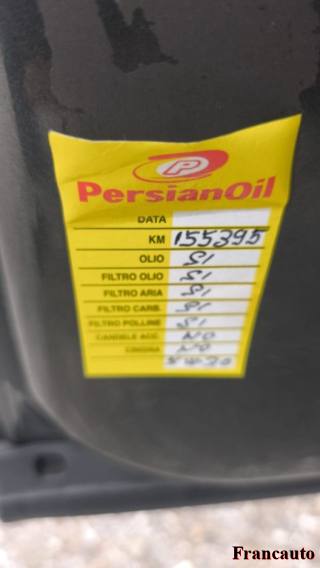 P
PersianOil
DATA
KM 155395
OLIO SI
FILTRO OLIO SI
FILTRO ARIA SI
FILTRO CARB. SI
FILTRO POLLINE SI
CANDELE ACC. NO
CINGHIA NO
Francauto